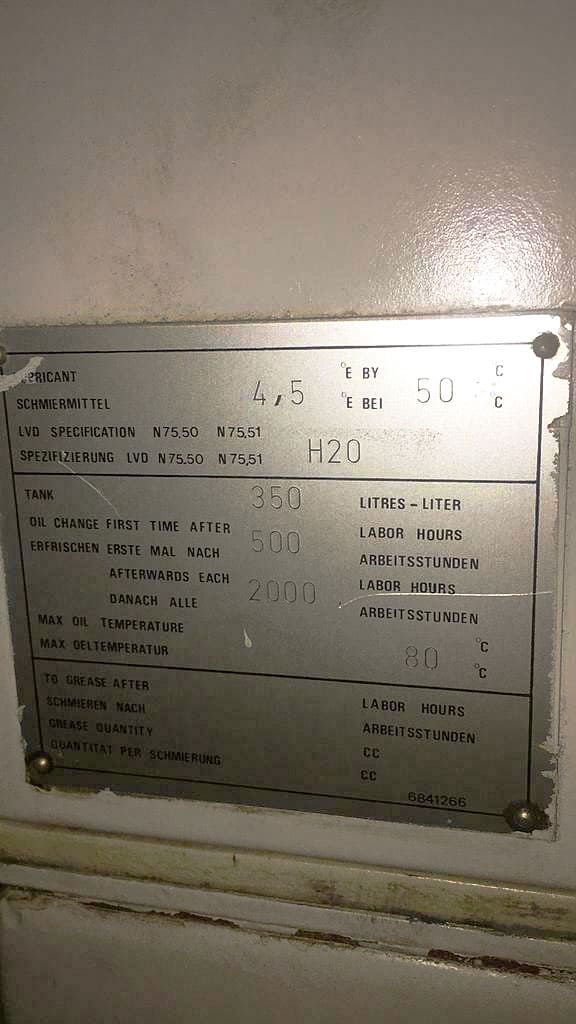 LUBRICANT 4,5 °E BY 50 C
SCHMIERMITTEL °E BEI C
LVD SPECIFICATION N75,50 N75,51
SPEZIFIZIERUNG LVD N75,50 N75,51 H20
TANK 350 LITRES-LITER
OIL CHANGE FIRST TIME AFTER 500 LABOR HOURS
ERFRISCHEN ERSTE MAL NACH ARBEITSSTUNDEN
AFTERWARDS EACH 2000 LABOR HOURS
DANACH ALLE ARBEITSSTUNDEN
MAX OIL TEMPERATURE 80 °C
MAX OELTEMPERATUR °C
TO GREASE AFTER LABOR HOURS
SCHMIEREN NACH ARBEITSSTUNDEN
GREASE QUANTITY CC
QUANTITAT PER SCHMIERUNG CC
6841266